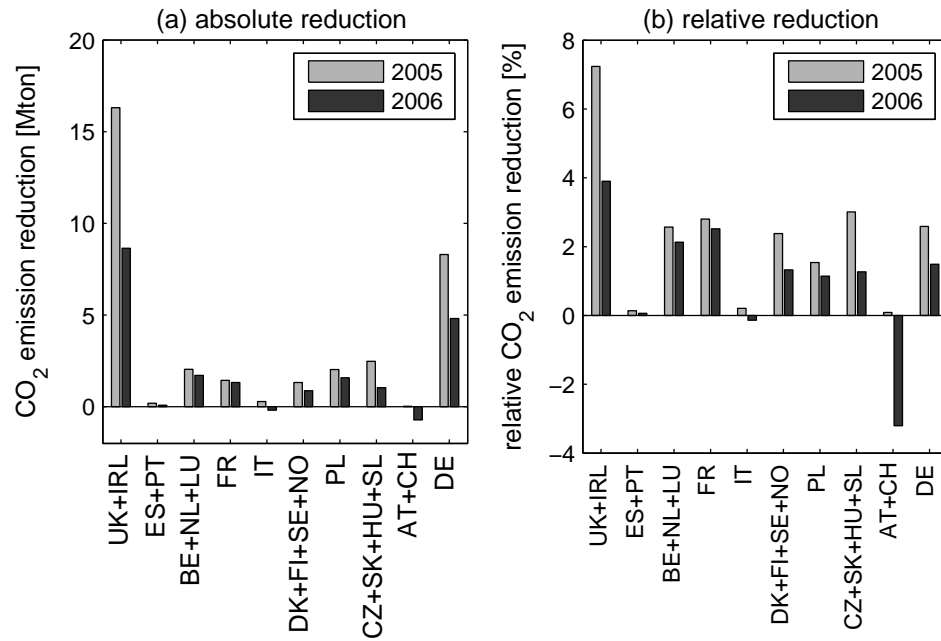 (a) absolute reduction
CO2 emission reduction [Mton]
20
15
10
5
0
2005
2006
UK+IRL
ES+PT
BE+NL+LU
FR
IT
DK+FI+SE+NO
PL
CZ+SK+HU+SL
AT+CH
DE
(b) relative reduction
relative CO2 emission reduction [%]
8
6
4
2
0
−2
−4
2005
2006
UK+IRL
ES+PT
BE+NL+LU
FR
IT
DK+FI+SE+NO
PL
CZ+SK+HU+SL
AT+CH
DE